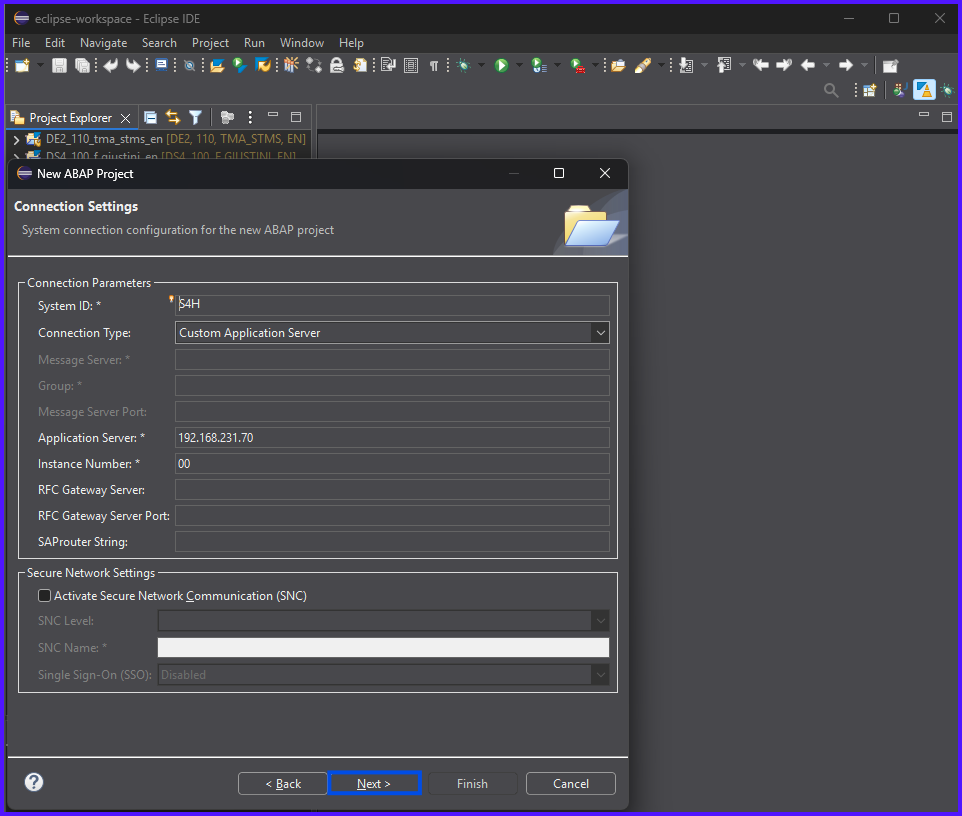 eclipse-workspace - Eclipse IDE
File Edit Navigate Search Project Run Window Help
Project Explorer
DE2_110_tma_stms_en [DE2, 110, TMA_STMS, EN]
DS4_100_f.giustini_en [DS4, 100, F.GIUSTINI, EN]
New ABAP Project
Connection Settings
System connection configuration for the new ABAP project
Connection Parameters
System ID: * S4H
Connection Type: Custom Application Server
Message Server: *
Group: *
Message Server Port:
Application Server: * 192.168.231.70
Instance Number: * 00
RFC Gateway Server:
RFC Gateway Server Port:
SAProuter String:
Secure Network Settings
Activate Secure Network Communication (SNC)
SNC Level:
SNC Name: *
Single Sign-On (SSO): Disabled
? < Back Next > Finish Cancel